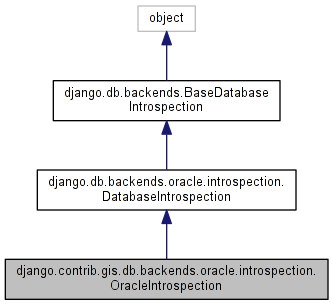 object
django.db.backends.BaseDatabase
Introspection
django.db.backends.oracle.introspection.
DatabaseIntrospection
django.contrib.gis.db.backends.oracle.introspection.
OracleIntrospection